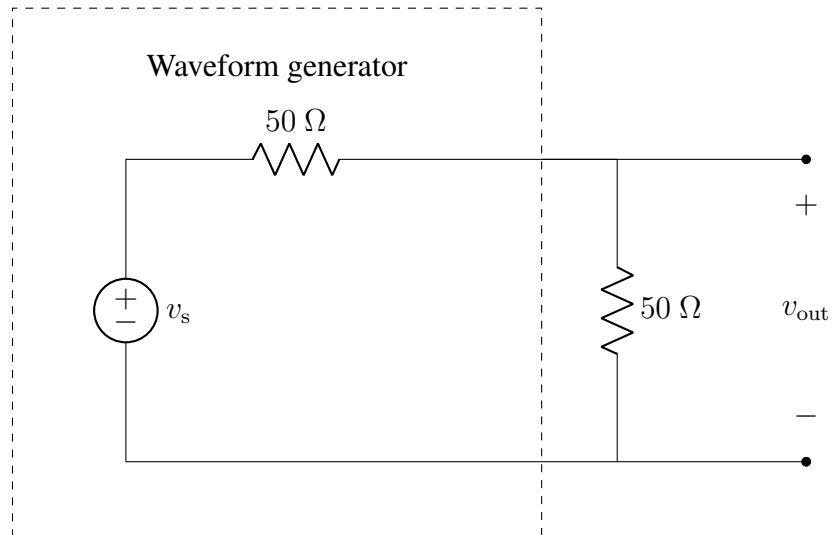 Waveform generator
50 Ω
+
+
−
v_s
50 Ω
v_out
−